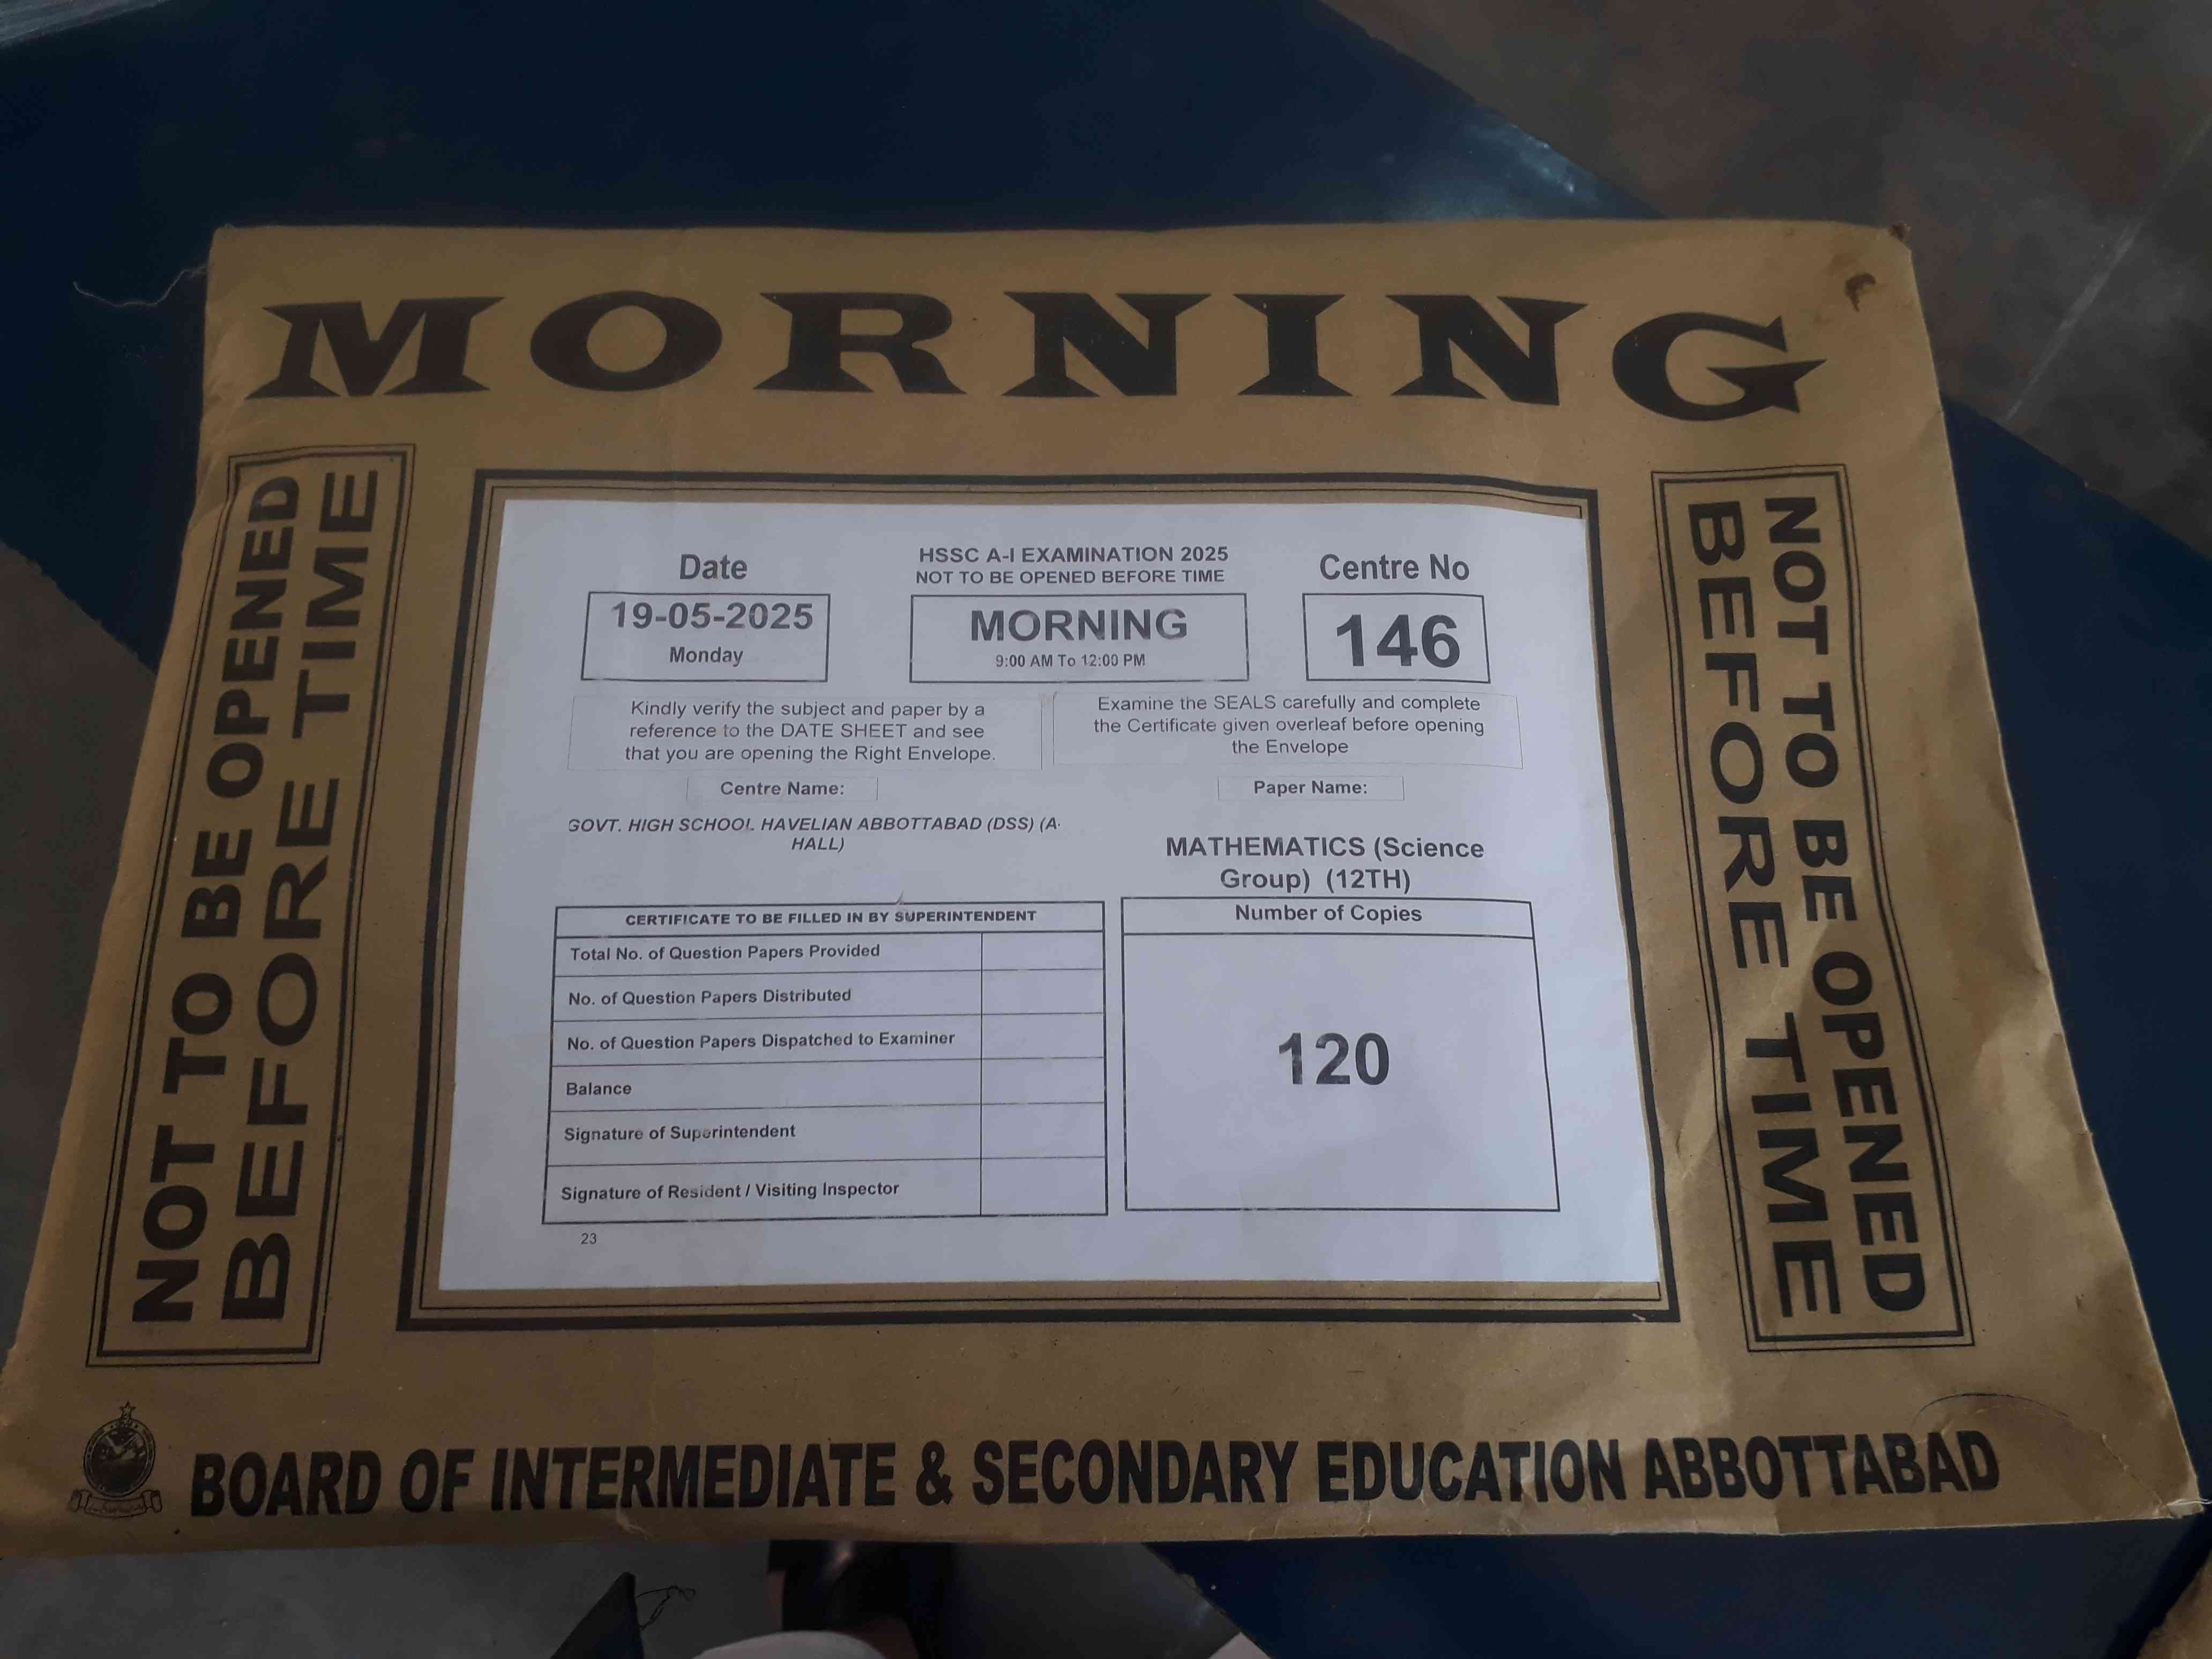 MORNING
NOT TO BE OPENED
BEFORE TIME
Date
19-05-2025
Monday
HSSC A-I EXAMINATION 2025
NOT TO BE OPENED BEFORE TIME
MORNING
9:00 AM To 12:00 PM
Centre No
146
Kindly verify the subject and paper by a
reference to the DATE SHEET and see
that you are opening the Right Envelope.
Examine the SEALS carefully and complete
the Certificate given overleaf before opening
the Envelope
Centre Name:
GOVT. HIGH SCHOOL HAVELIAN ABBOTTABAD (DSS) (A-
HALL)
Paper Name:
MATHEMATICS (Science
Group) (12TH)
CERTIFICATE TO BE FILLED IN BY SUPERINTENDENT
Total No. of Question Papers Provided
No. of Question Papers Distributed
No. of Question Papers Dispatched to Examiner
Balance
Signature of Superintendent
Signature of Resident / Visiting Inspector
Number of Copies
120
23
NOT TO BE OPENED
BEFORE TIME
BOARD OF INTERMEDIATE & SECONDARY EDUCATION ABBOTTABAD